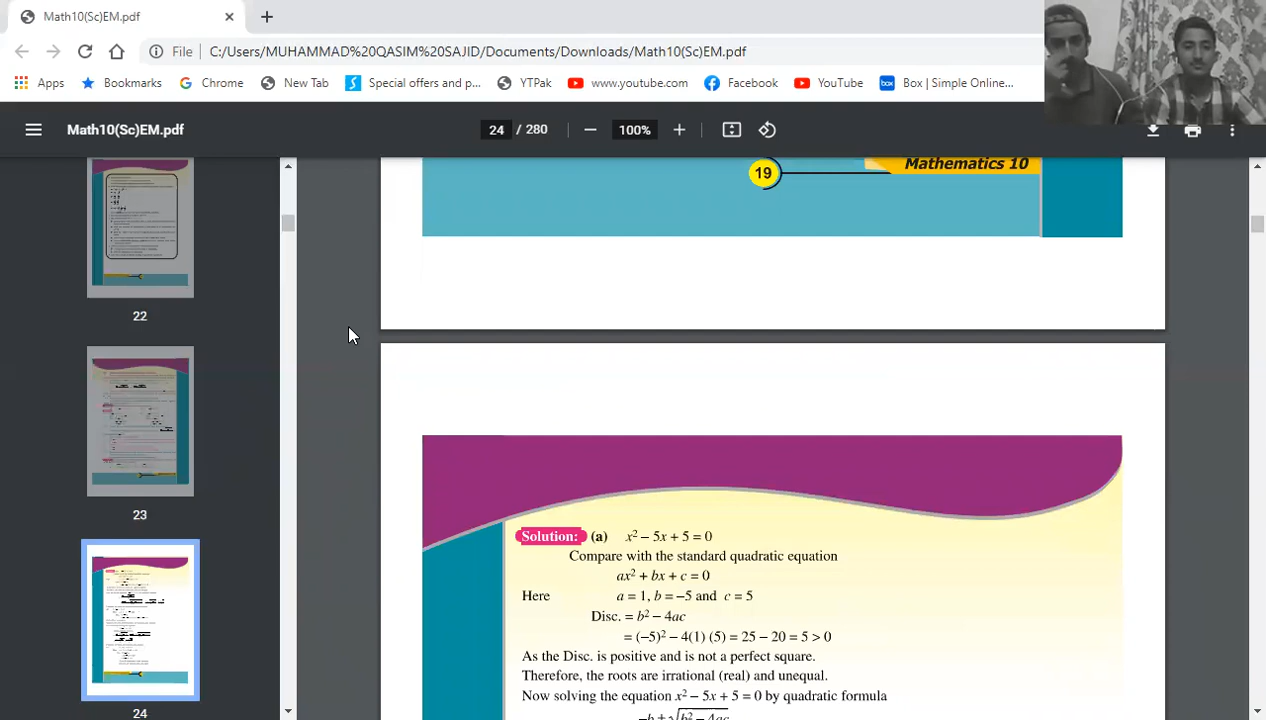 Math10(Sc)EM.pdf
File C:/Users/MUHAMMAD%20QASIM%20SAJID/Documents/Downloads/Math10(Sc)EM.pdf
Apps Bookmarks Chrome New Tab Special offers and p... YTPak www.youtube.com Facebook YouTube Box | Simple Online...
Math10(Sc)EM.pdf 24 / 280 100%
19 Mathematics 10
22
23
24
Solution: (a) x² – 5x + 5 = 0
Compare with the standard quadratic equation
ax² + bx + c = 0
Here a = 1, b = –5 and c = 5
Disc. = b² – 4ac
= (–5)² – 4(1) (5) = 25 – 20 = 5 > 0
As the Disc. is positive and is not a perfect square.
Therefore, the roots are irrational (real) and unequal.
Now solving the equation x² – 5x + 5 = 0 by quadratic formula
–b ± √b² – 4ac